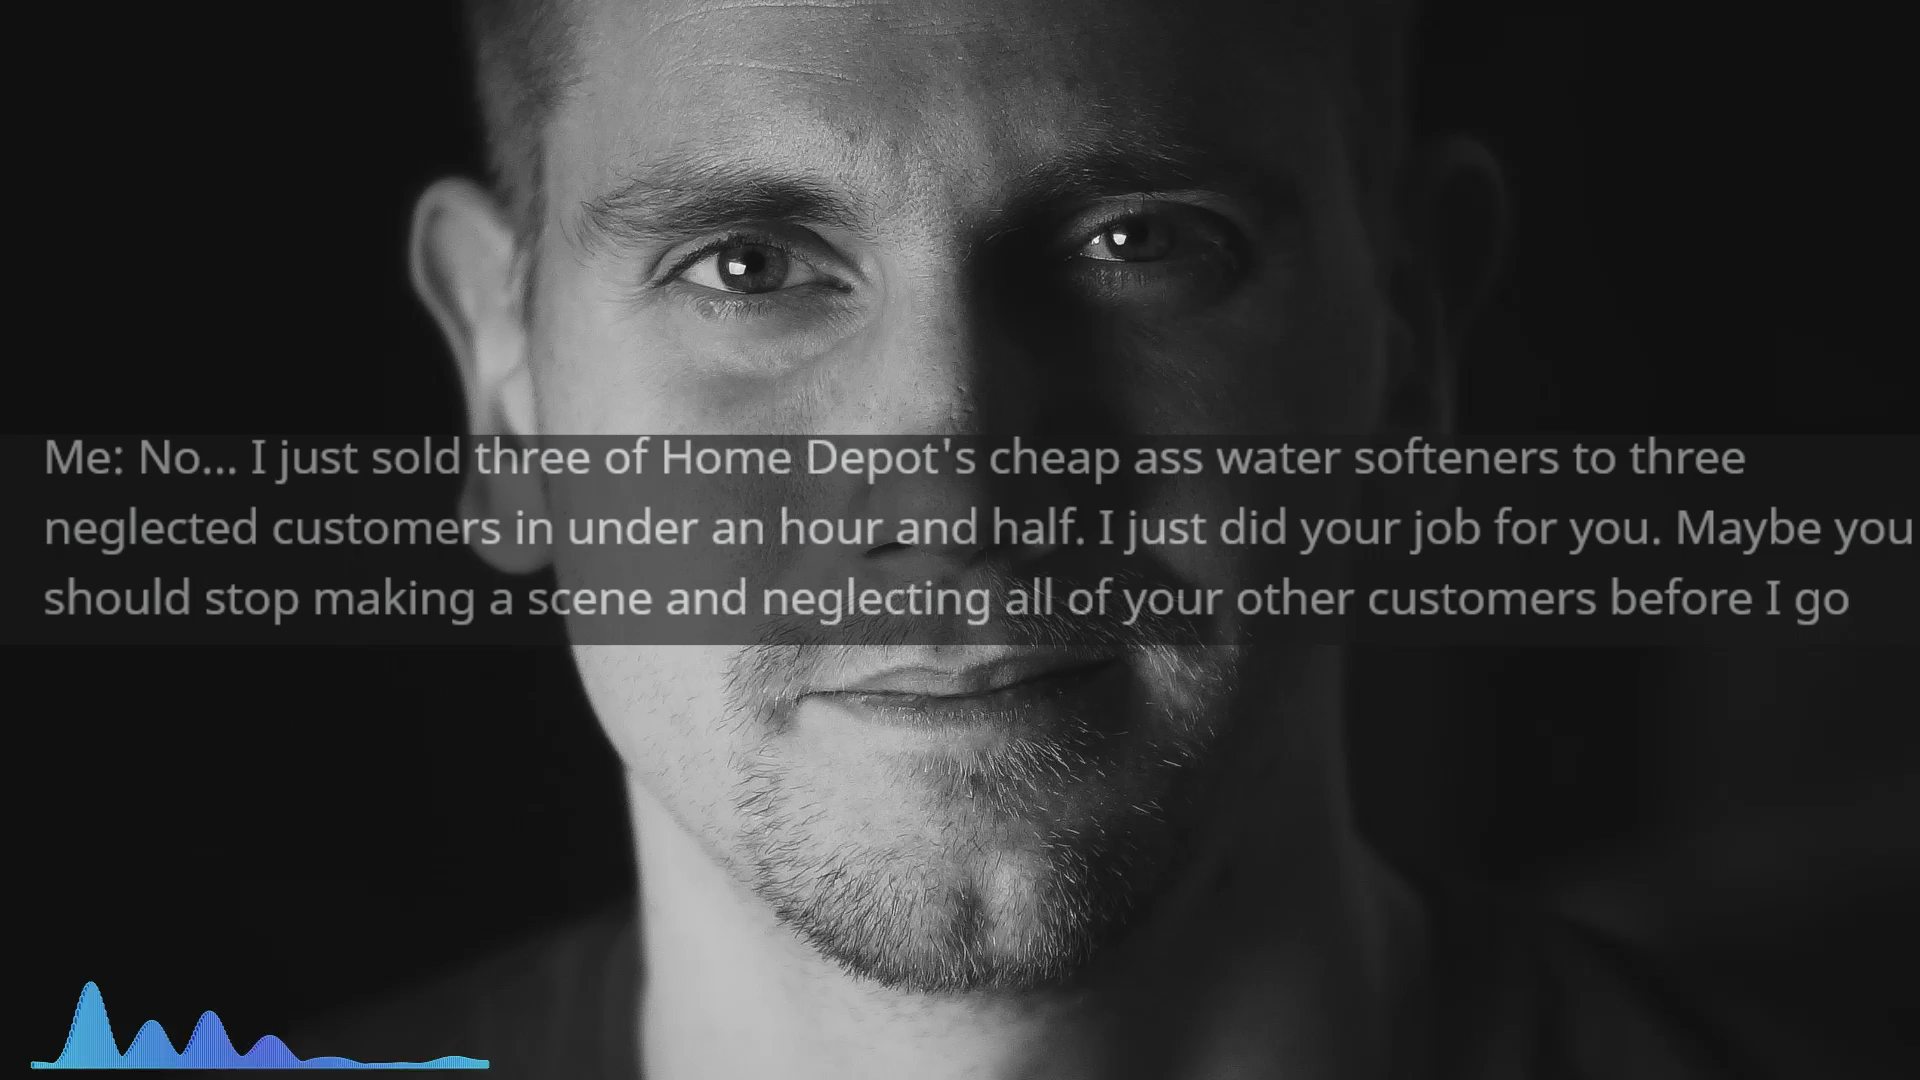 Me: No... I just sold three of Home Depot's cheap ass water softeners to three
neglected customers in under an hour and half. I just did your job for you. Maybe you
should stop making a scene and neglecting all of your other customers before I go